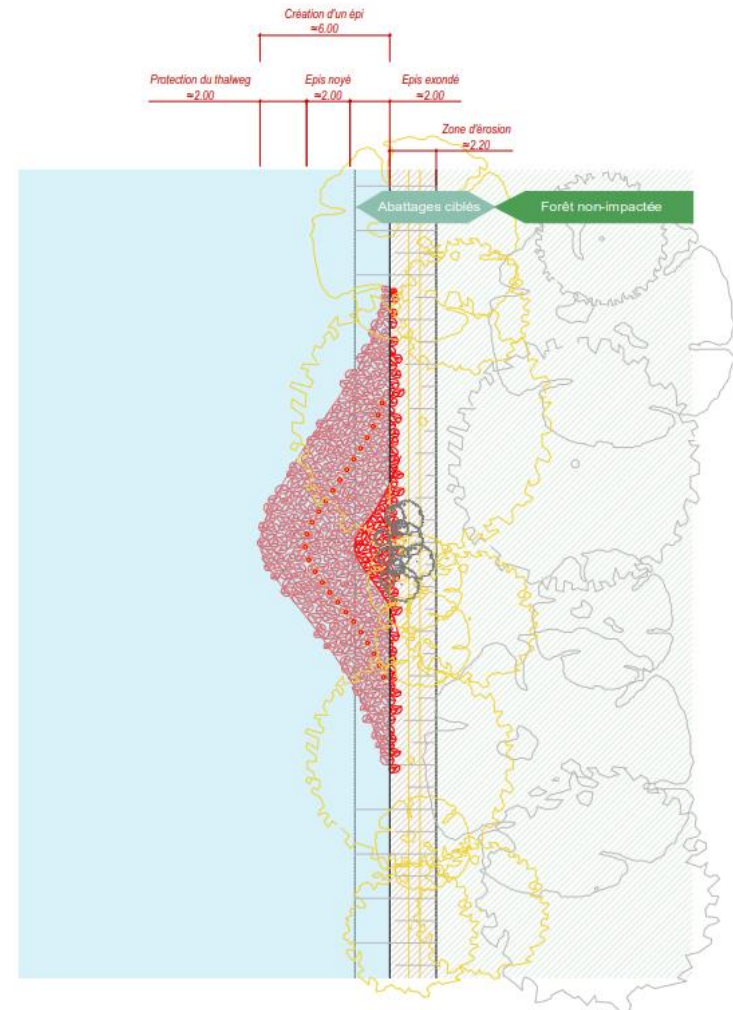 Création d'un épi
≈6.00
Protection du thalweg
≈2.00
Epis noyé
≈2.00
Epis exondé
≈2.00
Zone d'érosion
≈2.20
Abattages ciblés
Forêt non-impactée